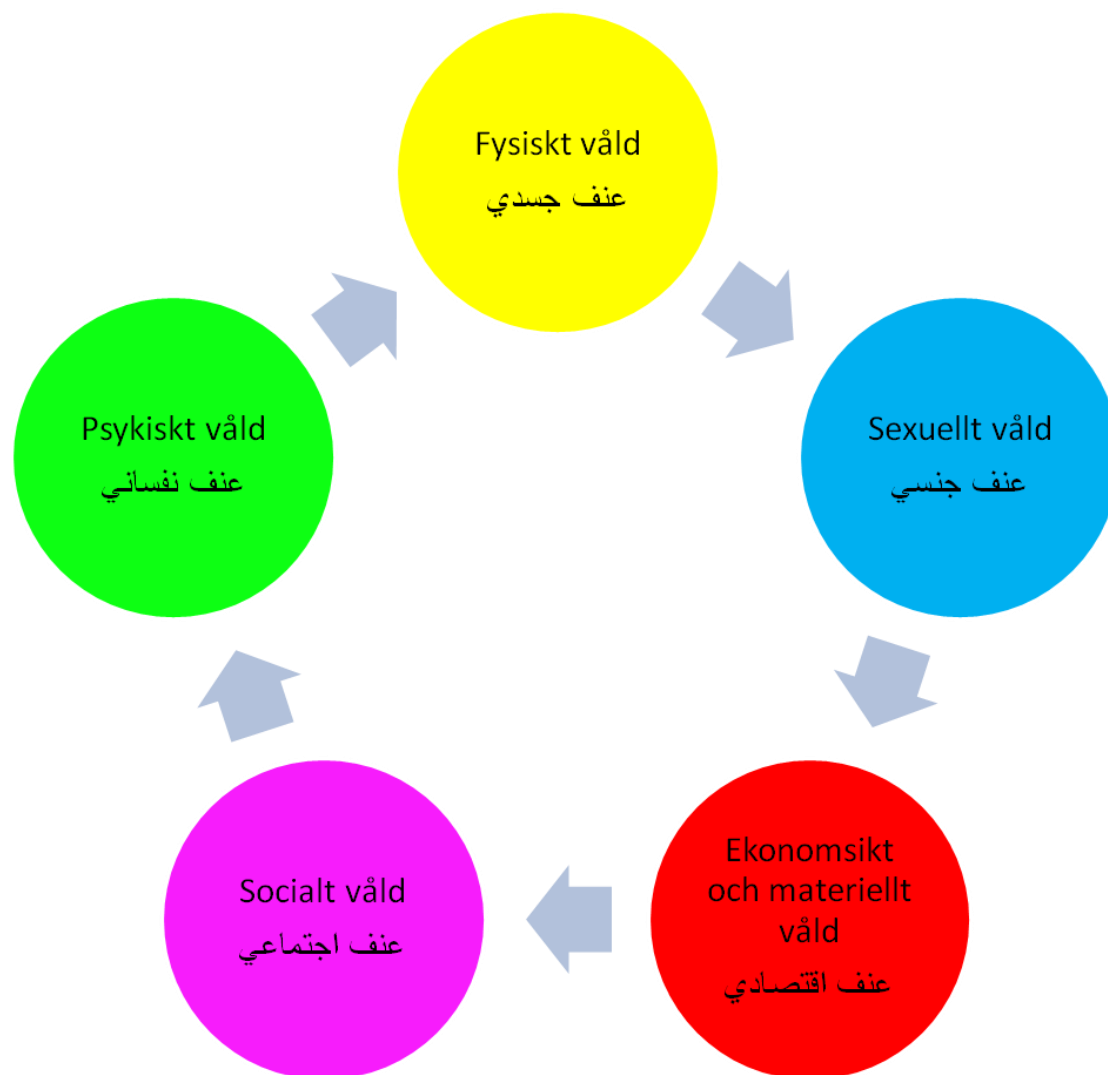 Fysiskt våld
عنف جسدي
Sexuellt våld
عنف جنسي
Ekonomsikt
och materiellt
våld
عنف اقتصادي
Socialt våld
عنف اجتماعي
Psykiskt våld
عنف نفساني